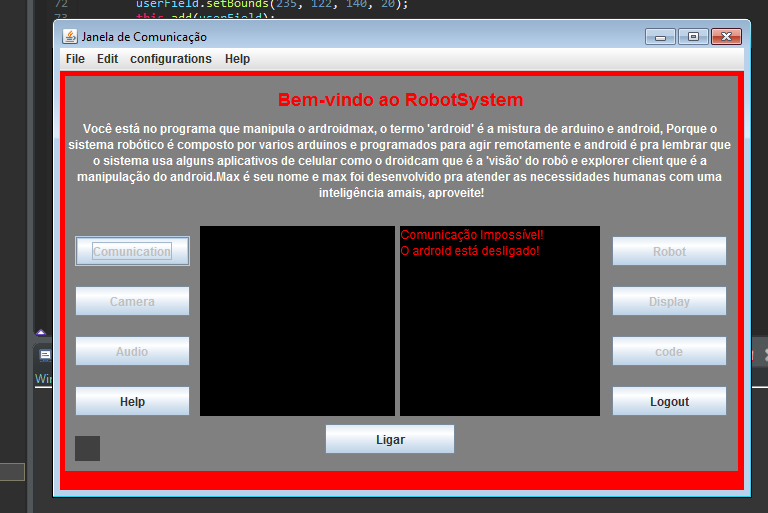 72 userField.setBounds(235, 122, 140, 20);
73 this.add(userField);
Janela de Comunicação
File Edit configurations Help
Bem-vindo ao RobotSystem
Você está no programa que manipula o ardroidmax, o termo 'ardroid' é a mistura de arduino e android, Porque o
sistema robótico é composto por varios arduinos e programados para agir remotamente e android é pra lembrar que
o sistema usa alguns aplicativos de celular como o droidcam que é a 'visão' do robô e explorer client que é a
manipulação do android.Max é seu nome e max foi desenvolvido pra atender as necessidades humanas com uma
inteligência amais, aproveite!
Comunication
Camera
Audio
Help
Comunicação Impossível!
O ardroid está desligado!
Robot
Display
code
Logout
Ligar